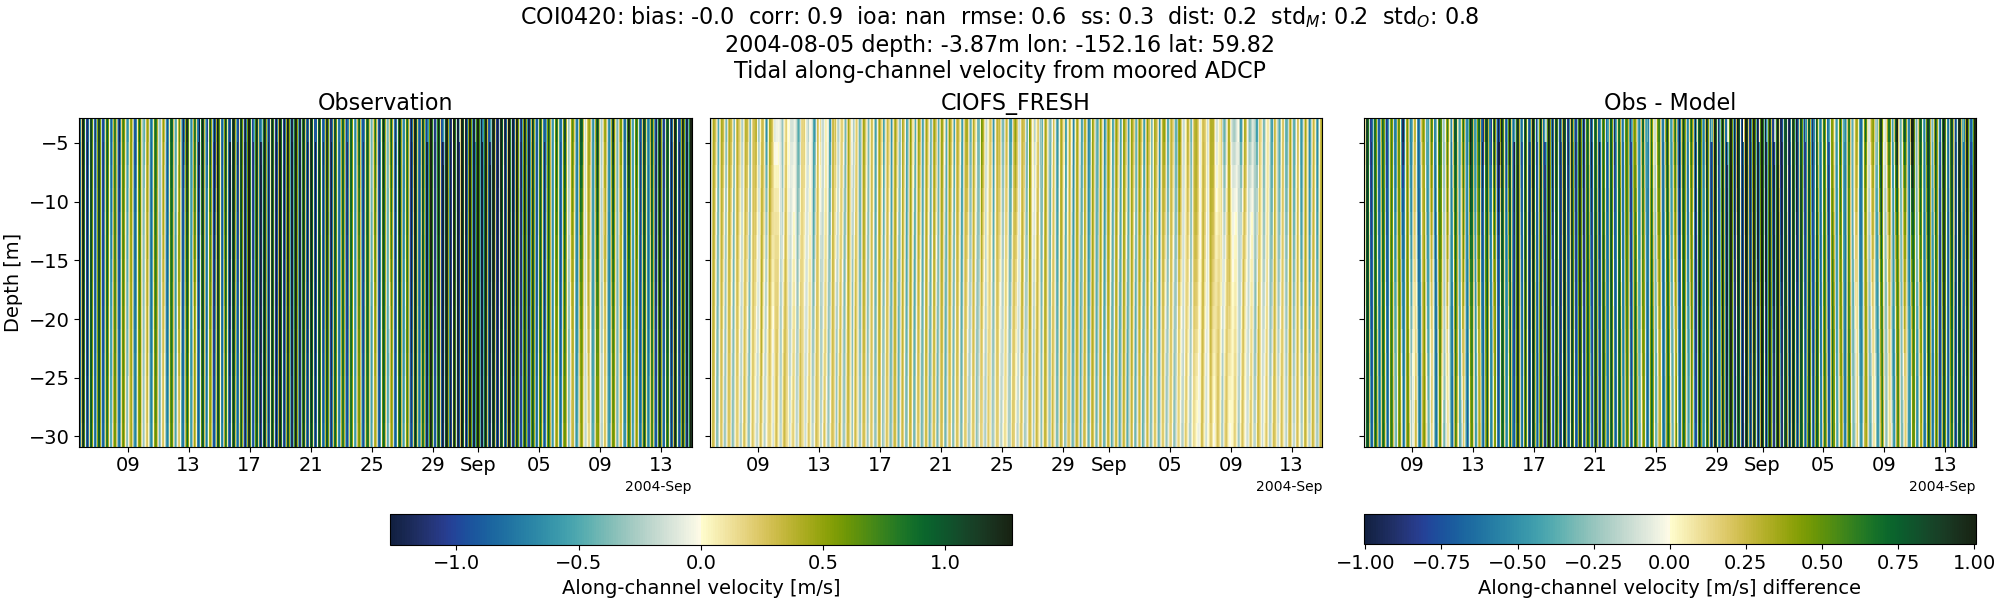 COI0420: bias: -0.0 corr: 0.9 ioa: nan rmse: 0.6 ss: 0.3 dist: 0.2 std_M: 0.2 std_O: 0.8
2004-08-05 depth: -3.87m lon: -152.16 lat: 59.82
Tidal along-channel velocity from moored ADCP
Observation
CIOFS_FRESH
Obs - Model
Depth [m]
−5
−10
−15
−20
−25
−30
09 13 17 21 25 29 Sep 05 09 13
2004-Sep
09 13 17 21 25 29 Sep 05 09 13
2004-Sep
09 13 17 21 25 29 Sep 05 09 13
2004-Sep
−1.0 −0.5 0.0 0.5 1.0
Along-channel velocity [m/s]
−1.00 −0.75 −0.50 −0.25 0.00 0.25 0.50 0.75 1.00
Along-channel velocity [m/s] difference